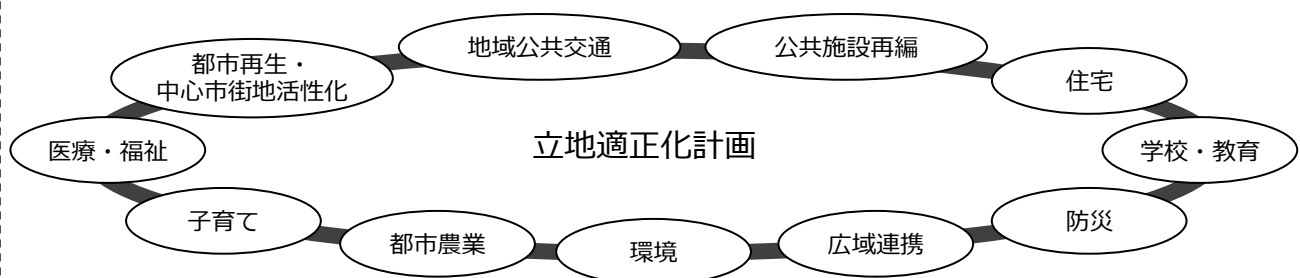 地域公共交通
公共施設再編
都市再生・
中心市街地活性化
住宅
医療・福祉
立地適正化計画
学校・教育
子育て
防災
都市農業
環境
広域連携